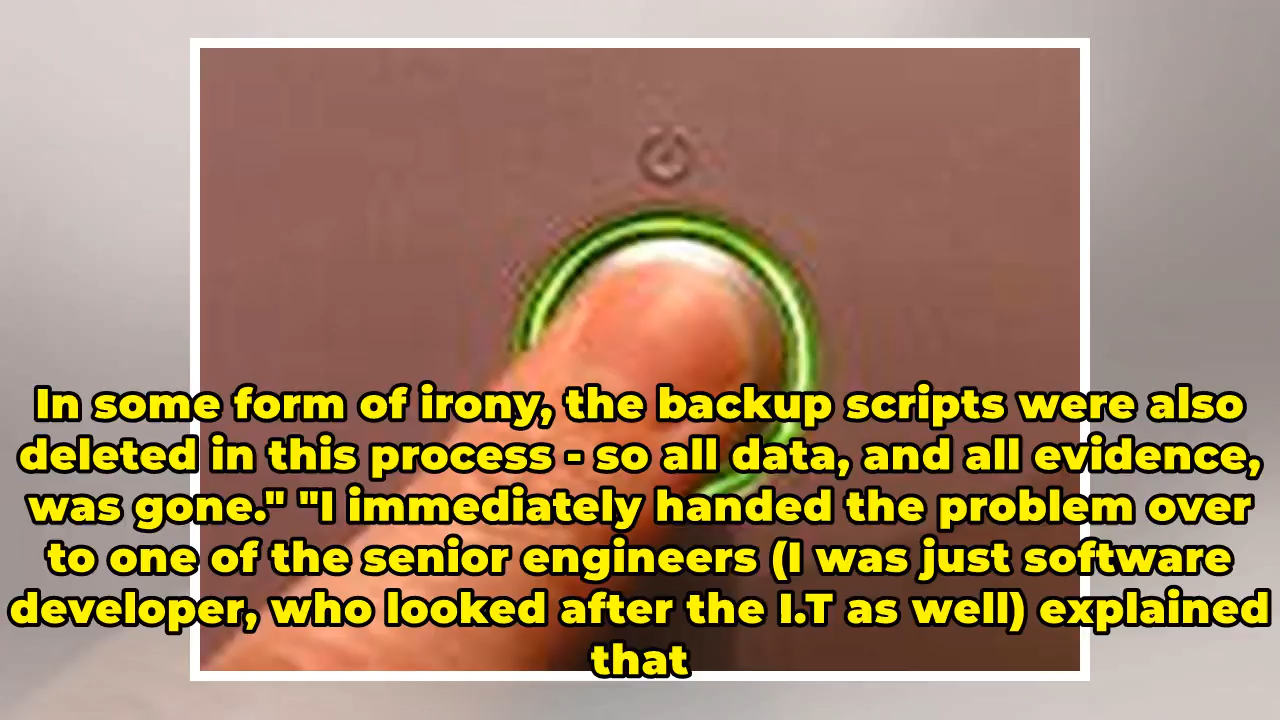 In some form of irony, the backup scripts were also
deleted in this process - so all data, and all evidence,
was gone." "I immediately handed the problem over
to one of the senior engineers (I was just software
developer, who looked after the I.T as well) explained
that